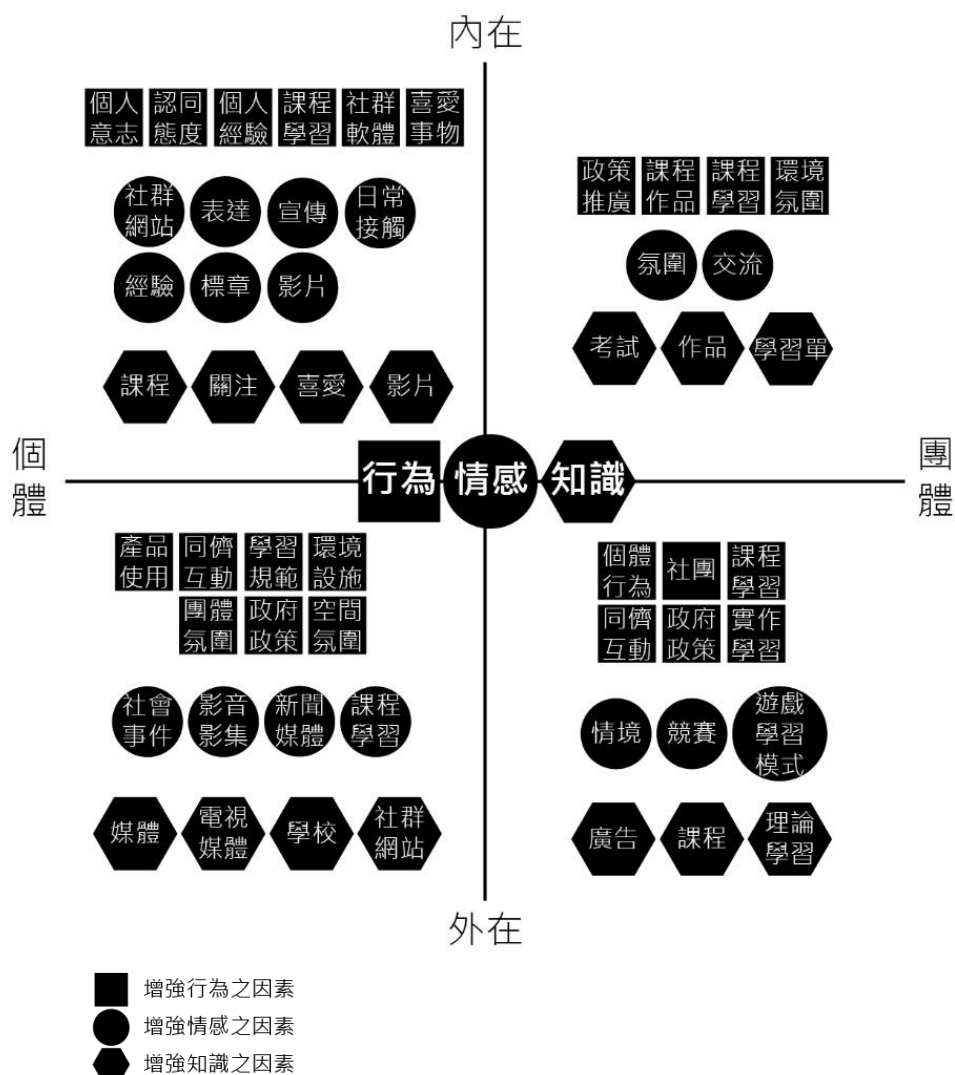 內在
個人 認同 個人 課程 社群 喜愛
意志 態度 經驗 學習 軟體 事物
社群 表達 宣傳 日常
網站 接觸
經驗 標章 影片
課程 關注 喜愛 影片
政策 課程 課程 環境
推廣 作品 學習 氛圍
氛圍 交流
考試 作品 學習單
個
體
行為 情感 知識
團
體
產品 同儕 學習 環境
使用 互動 規範 設施
團體 政府 空間
氛圍 政策 氛圍
社會 影音 新聞 課程
事件 影集 媒體 學習
媒體 電視 學校 社群
媒體 網站
個體 社團 課程
行為 學習
同儕 政府 實作
互動 政策 學習
情境 競賽 遊戲
學習
模式
廣告 課程 理論
學習
外在
增強行為之因素
增強情感之因素
增強知識之因素